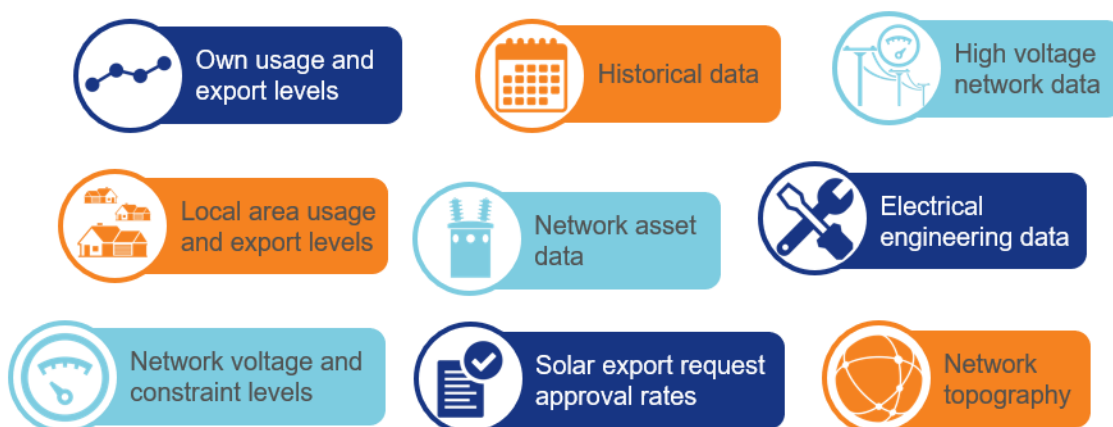 Own usage and
export levels
Historical data
High voltage
network data
Local area usage
and export levels
Network asset
data
Electrical
engineering data
Network voltage and
constraint levels
Solar export request
approval rates
Network
topography